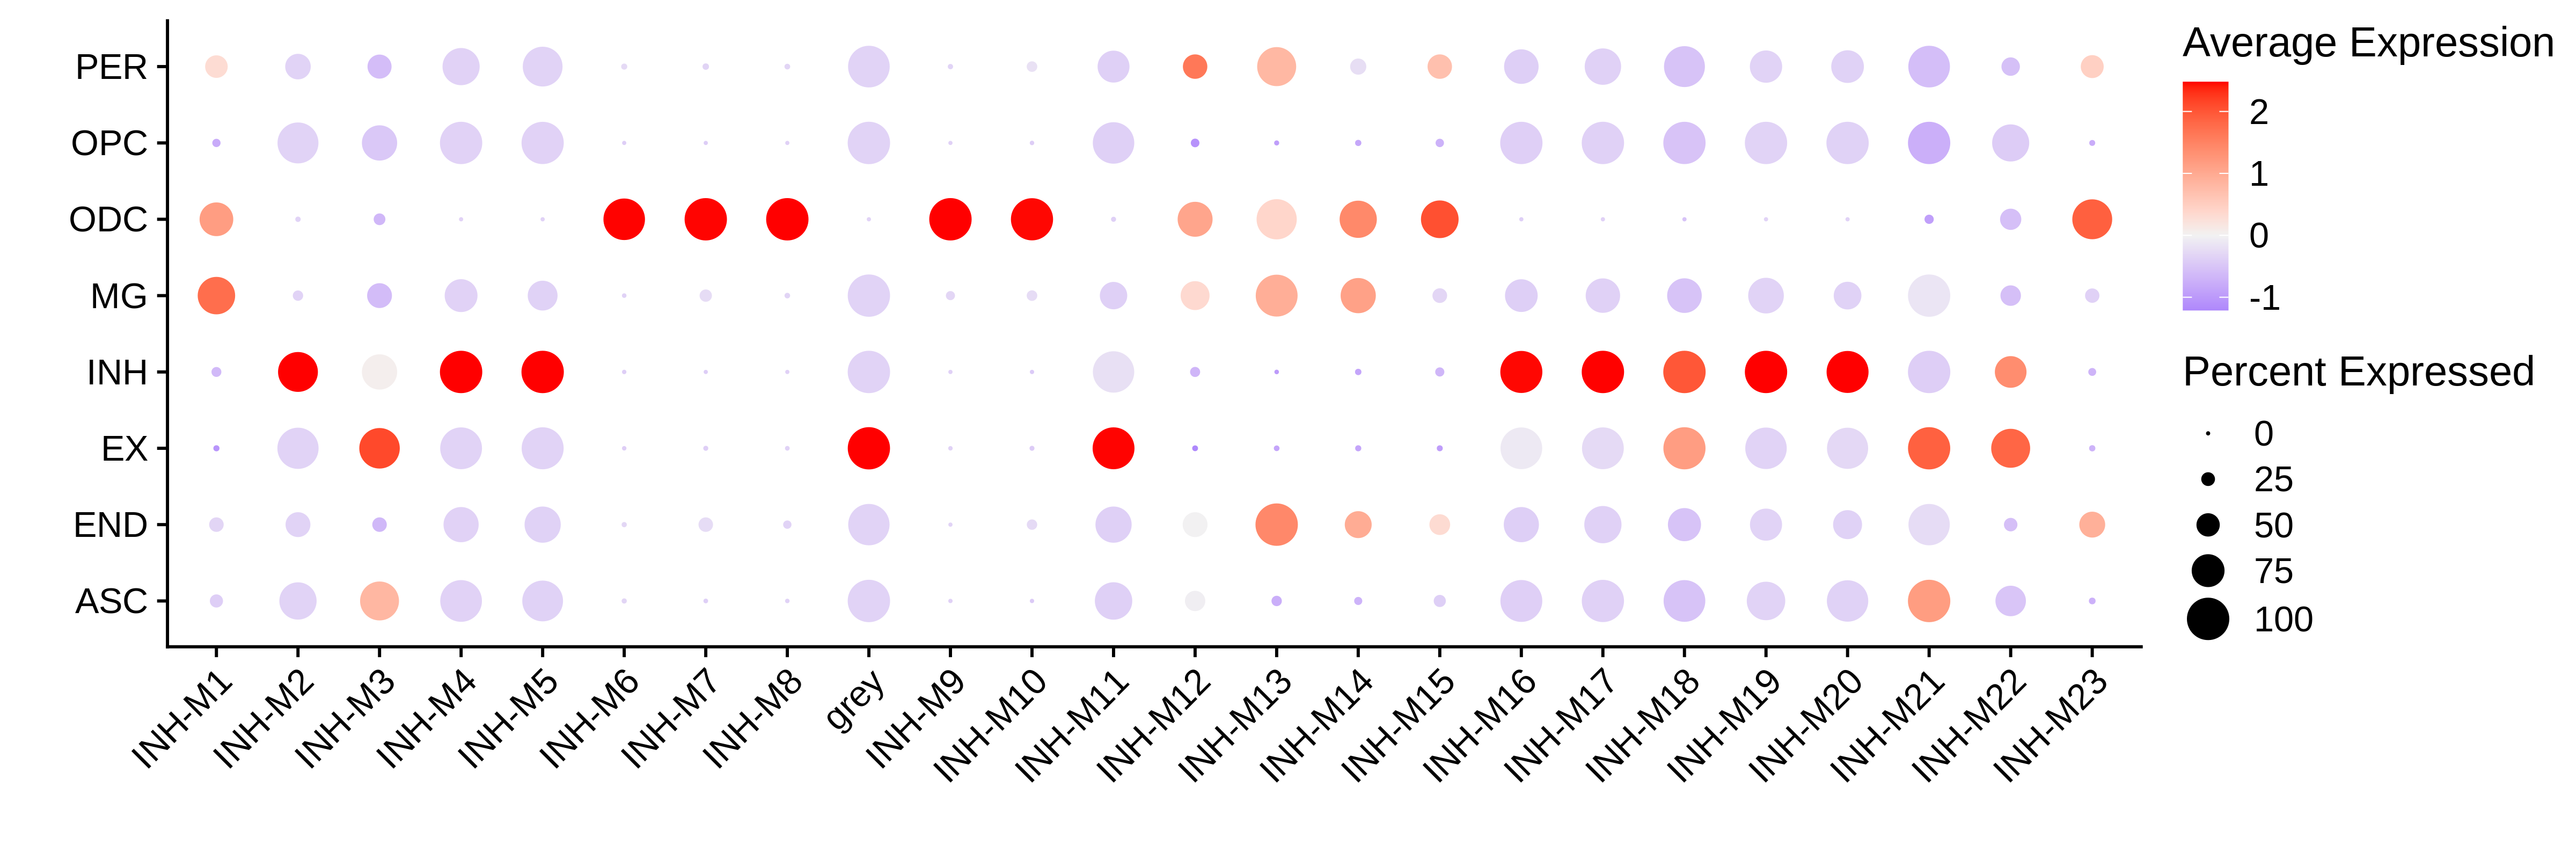 PER
OPC
ODC
MG
INH
EX
END
ASC
INH-M1
INH-M2
INH-M3
INH-M4
INH-M5
INH-M6
INH-M7
INH-M8
grey
INH-M9
INH-M10
INH-M11
INH-M12
INH-M13
INH-M14
INH-M15
INH-M16
INH-M17
INH-M18
INH-M19
INH-M20
INH-M21
INH-M22
INH-M23
Average Expression
2
1
0
-1
Percent Expressed
0
25
50
75
100